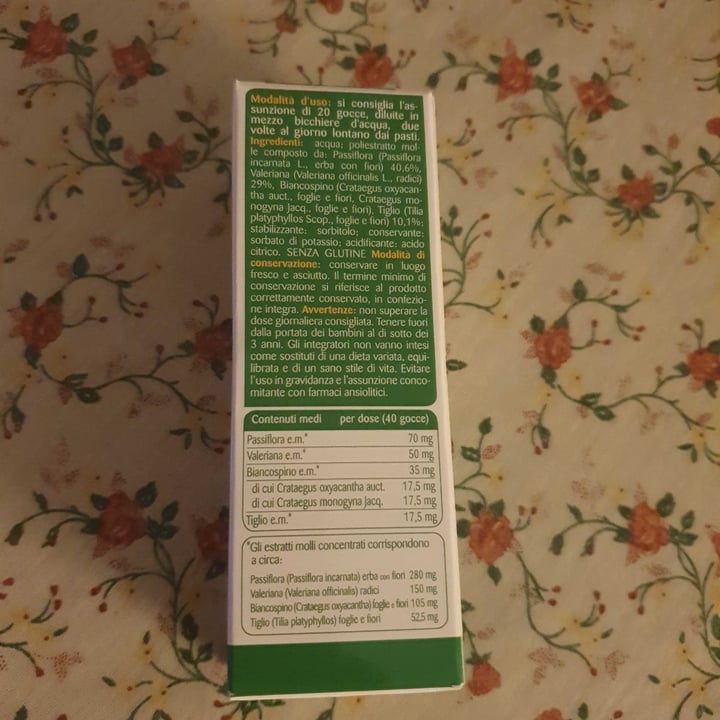 Modalità d'uso: si consiglia l'as-
sunzione di 20 gocce, diluite in
mezzo bicchiere d'acqua, due
volte al giorno lontano dai pasti.
Ingredienti: acqua; poliestratto mol-
le composto da: Passiflora (Passiflora
incarnata L., erba con fiori) 40,6%,
Valeriana (Valeriana officinalis L., radici)
29%, Biancospino (Crataegus oxyacan-
tha auct., foglie e fiori, Crataegus mo-
nogyna Jacq., foglie e fiori), Tiglio (Tilia
platyphyllos Scop., foglie e fiori) 10,1%;
stabilizzante: sorbitolo; conservante:
sorbato di potassio; acidificante: acido
citrico. SENZA GLUTINE Modalità di
conservazione: conservare in luogo
fresco e asciutto. Il termine minimo di
conservazione si riferisce al prodotto
correttamente conservato, in confezio-
ne integra. Avvertenze: non superare la
dose giornaliera consigliata. Tenere fuori
dalla portata dei bambini al di sotto dei
3 anni. Gli integratori non vanno intesi
come sostituti di una dieta variata, equi-
librata e di un sano stile di vita. Evitare
l'uso in gravidanza e l'assunzione conco-
mitante con farmaci ansiolitici.
Contenuti medi per dose (40 gocce)
Passiflora e.m.* 70 mg
Valeriana e.m.* 50 mg
Biancospino e.m.* 35 mg
di cui Crataegus oxyacantha auct. 17,5 mg
di cui Crataegus monogyna Jacq. 17,5 mg
Tiglio e.m.* 17,5 mg
*Gli estratti molli concentrati corrispondono
a circa:
Passiflora (Passiflora incarnata) erba con fiori 280 mg
Valeriana (Valeriana officinalis) radici 150 mg
Biancospino (Crataegus oxyacantha) foglie e fiori 105 mg
Tiglio (Tilia platyphyllos) foglie e fiori 52,5 mg